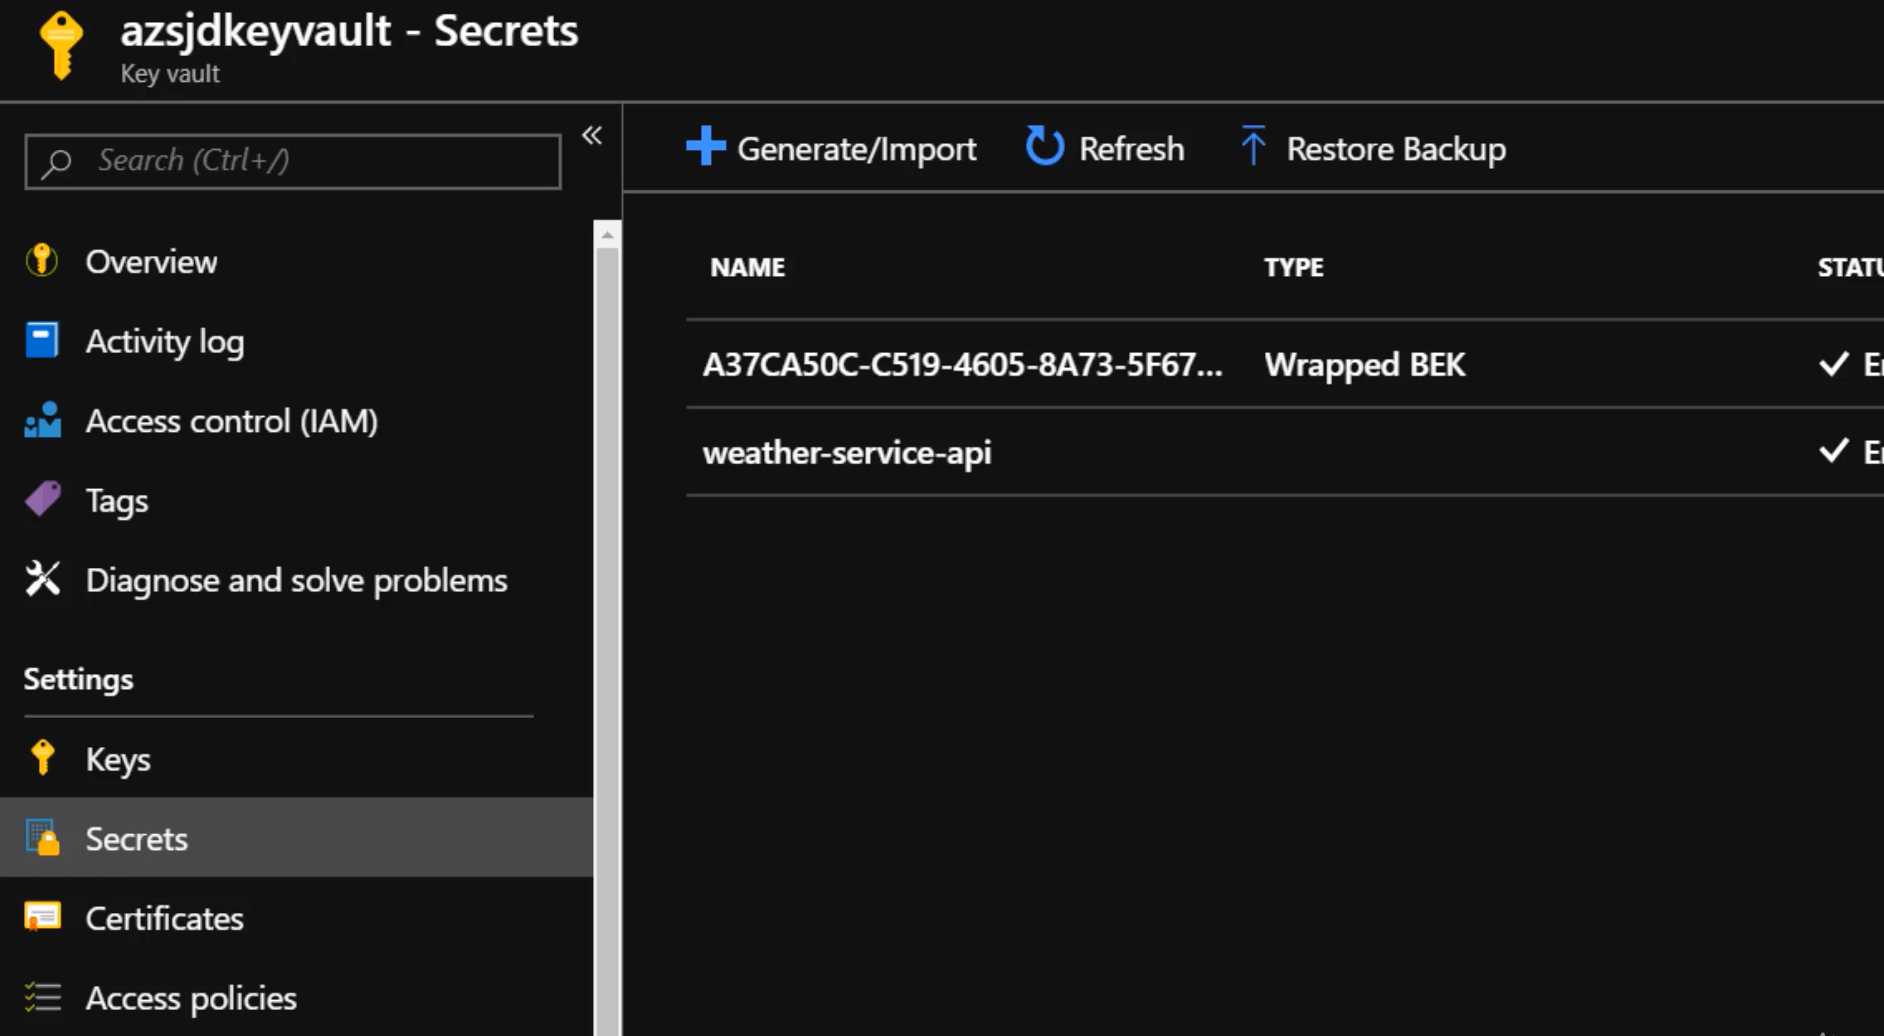 azsjdkeyvault - Secrets
Key vault
Search (Ctrl+/)
«
Generate/Import Refresh Restore Backup
Overview
Activity log
Access control (IAM)
Tags
Diagnose and solve problems
Settings
Keys
Secrets
Certificates
Access policies
NAME TYPE STATU
A37CA50C-C519-4605-8A73-5F67... Wrapped BEK
weather-service-api